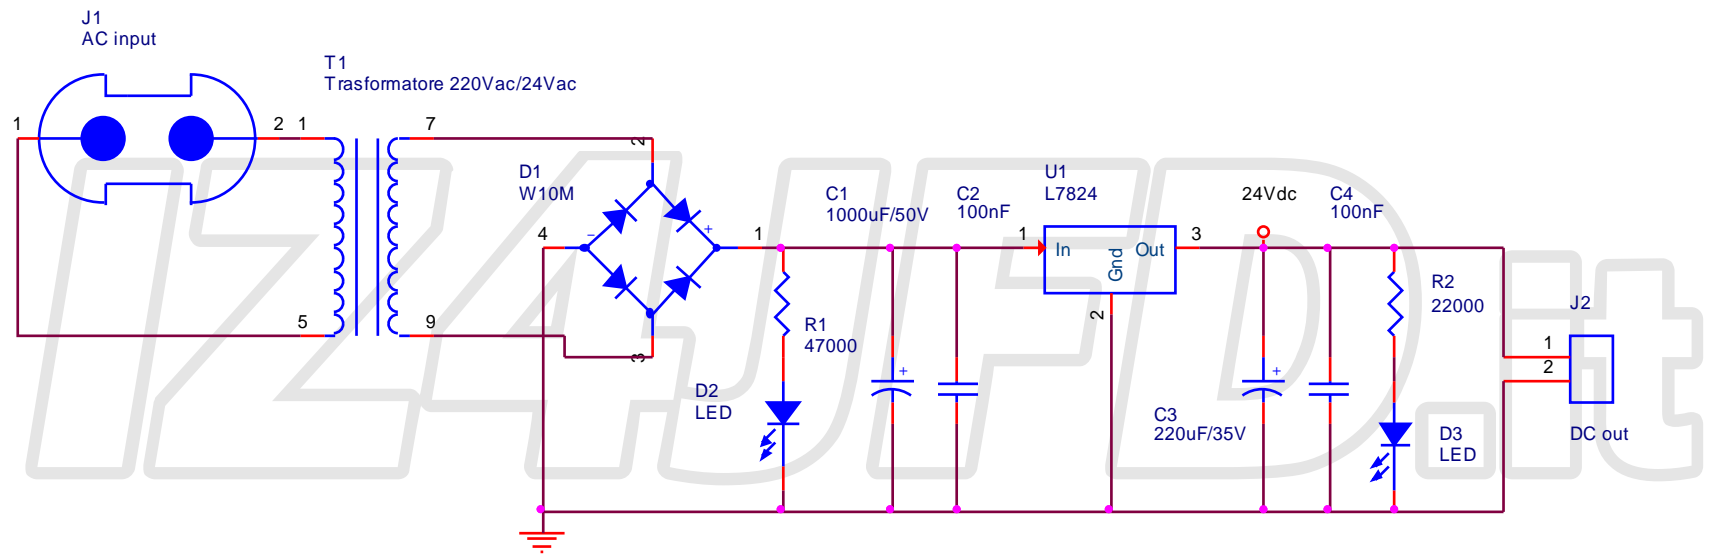 J1
AC input
T1
Trasformatore 220Vac/24Vac
1
2 1
7
2
D1
W10M
4
1
5
9
3
R1
47000
D2
LED
C1
1000uF/50V
+
C2
100nF
U1
L7824
1
In
Gnd
Out
3
2
24Vdc
C4
100nF
C3
220uF/35V
+
R2
22000
D3
LED
J2
1
2
DC out
+
-
IZ4JFD.it